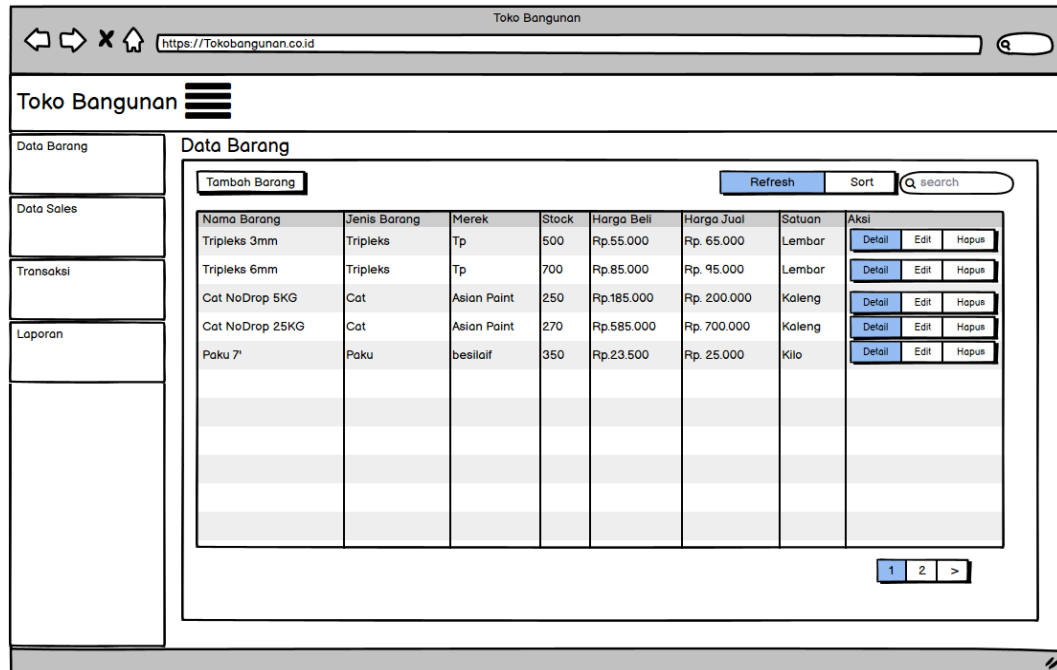 Toko Bangunan
https://Tokobangunan.co.id
Toko Bangunan
Data Barang
Data Sales
Transaksi
Laporan
Data Barang
Tambah Barang Refresh Sort search
Nama Barang Jenis Barang Merek Stock Harga Beli Harga Jual Satuan Aksi
Tripleks 3mm Tripleks Tp 500 Rp.55.000 Rp. 65.000 Lembar Detail Edit Hapus
Tripleks 6mm Tripleks Tp 700 Rp.85.000 Rp. 95.000 Lembar Detail Edit Hapus
Cat NoDrop 5KG Cat Asian Paint 250 Rp.185.000 Rp. 200.000 Kaleng Detail Edit Hapus
Cat NoDrop 25KG Cat Asian Paint 270 Rp.585.000 Rp. 700.000 Kaleng Detail Edit Hapus
Paku 7' Paku besilaif 350 Rp.23.500 Rp. 25.000 Kilo Detail Edit Hapus
1 2 >